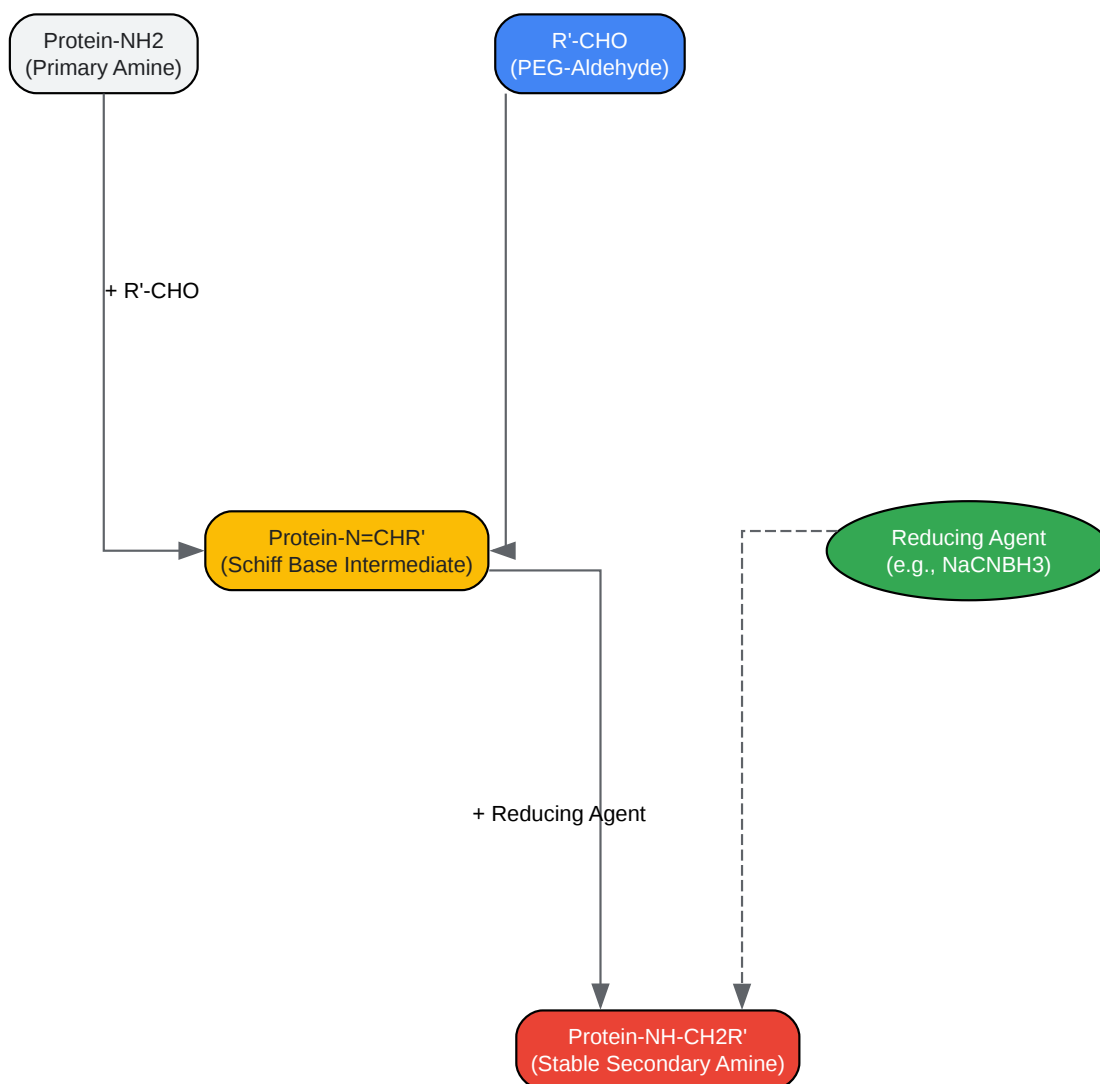 Protein-NH2
(Primary Amine)
R'-CHO
(PEG-Aldehyde)
+ R'-CHO
Protein-N=CHR'
(Schiff Base Intermediate)
Reducing Agent
(e.g., NaCNBH3)
+ Reducing Agent
Protein-NH-CH2R'
(Stable Secondary Amine)